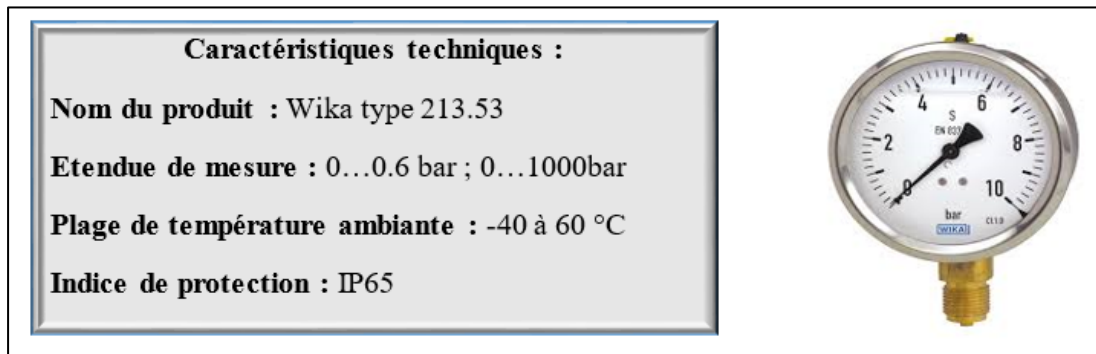 Caractéristiques techniques :
Nom du produit : Wika type 213.53
Etendue de mesure : 0…0.6 bar ; 0…1000bar
Plage de température ambiante : -40 à 60 °C
Indice de protection : IP65
4 6
S
2 8
0 10
bar
WIKA